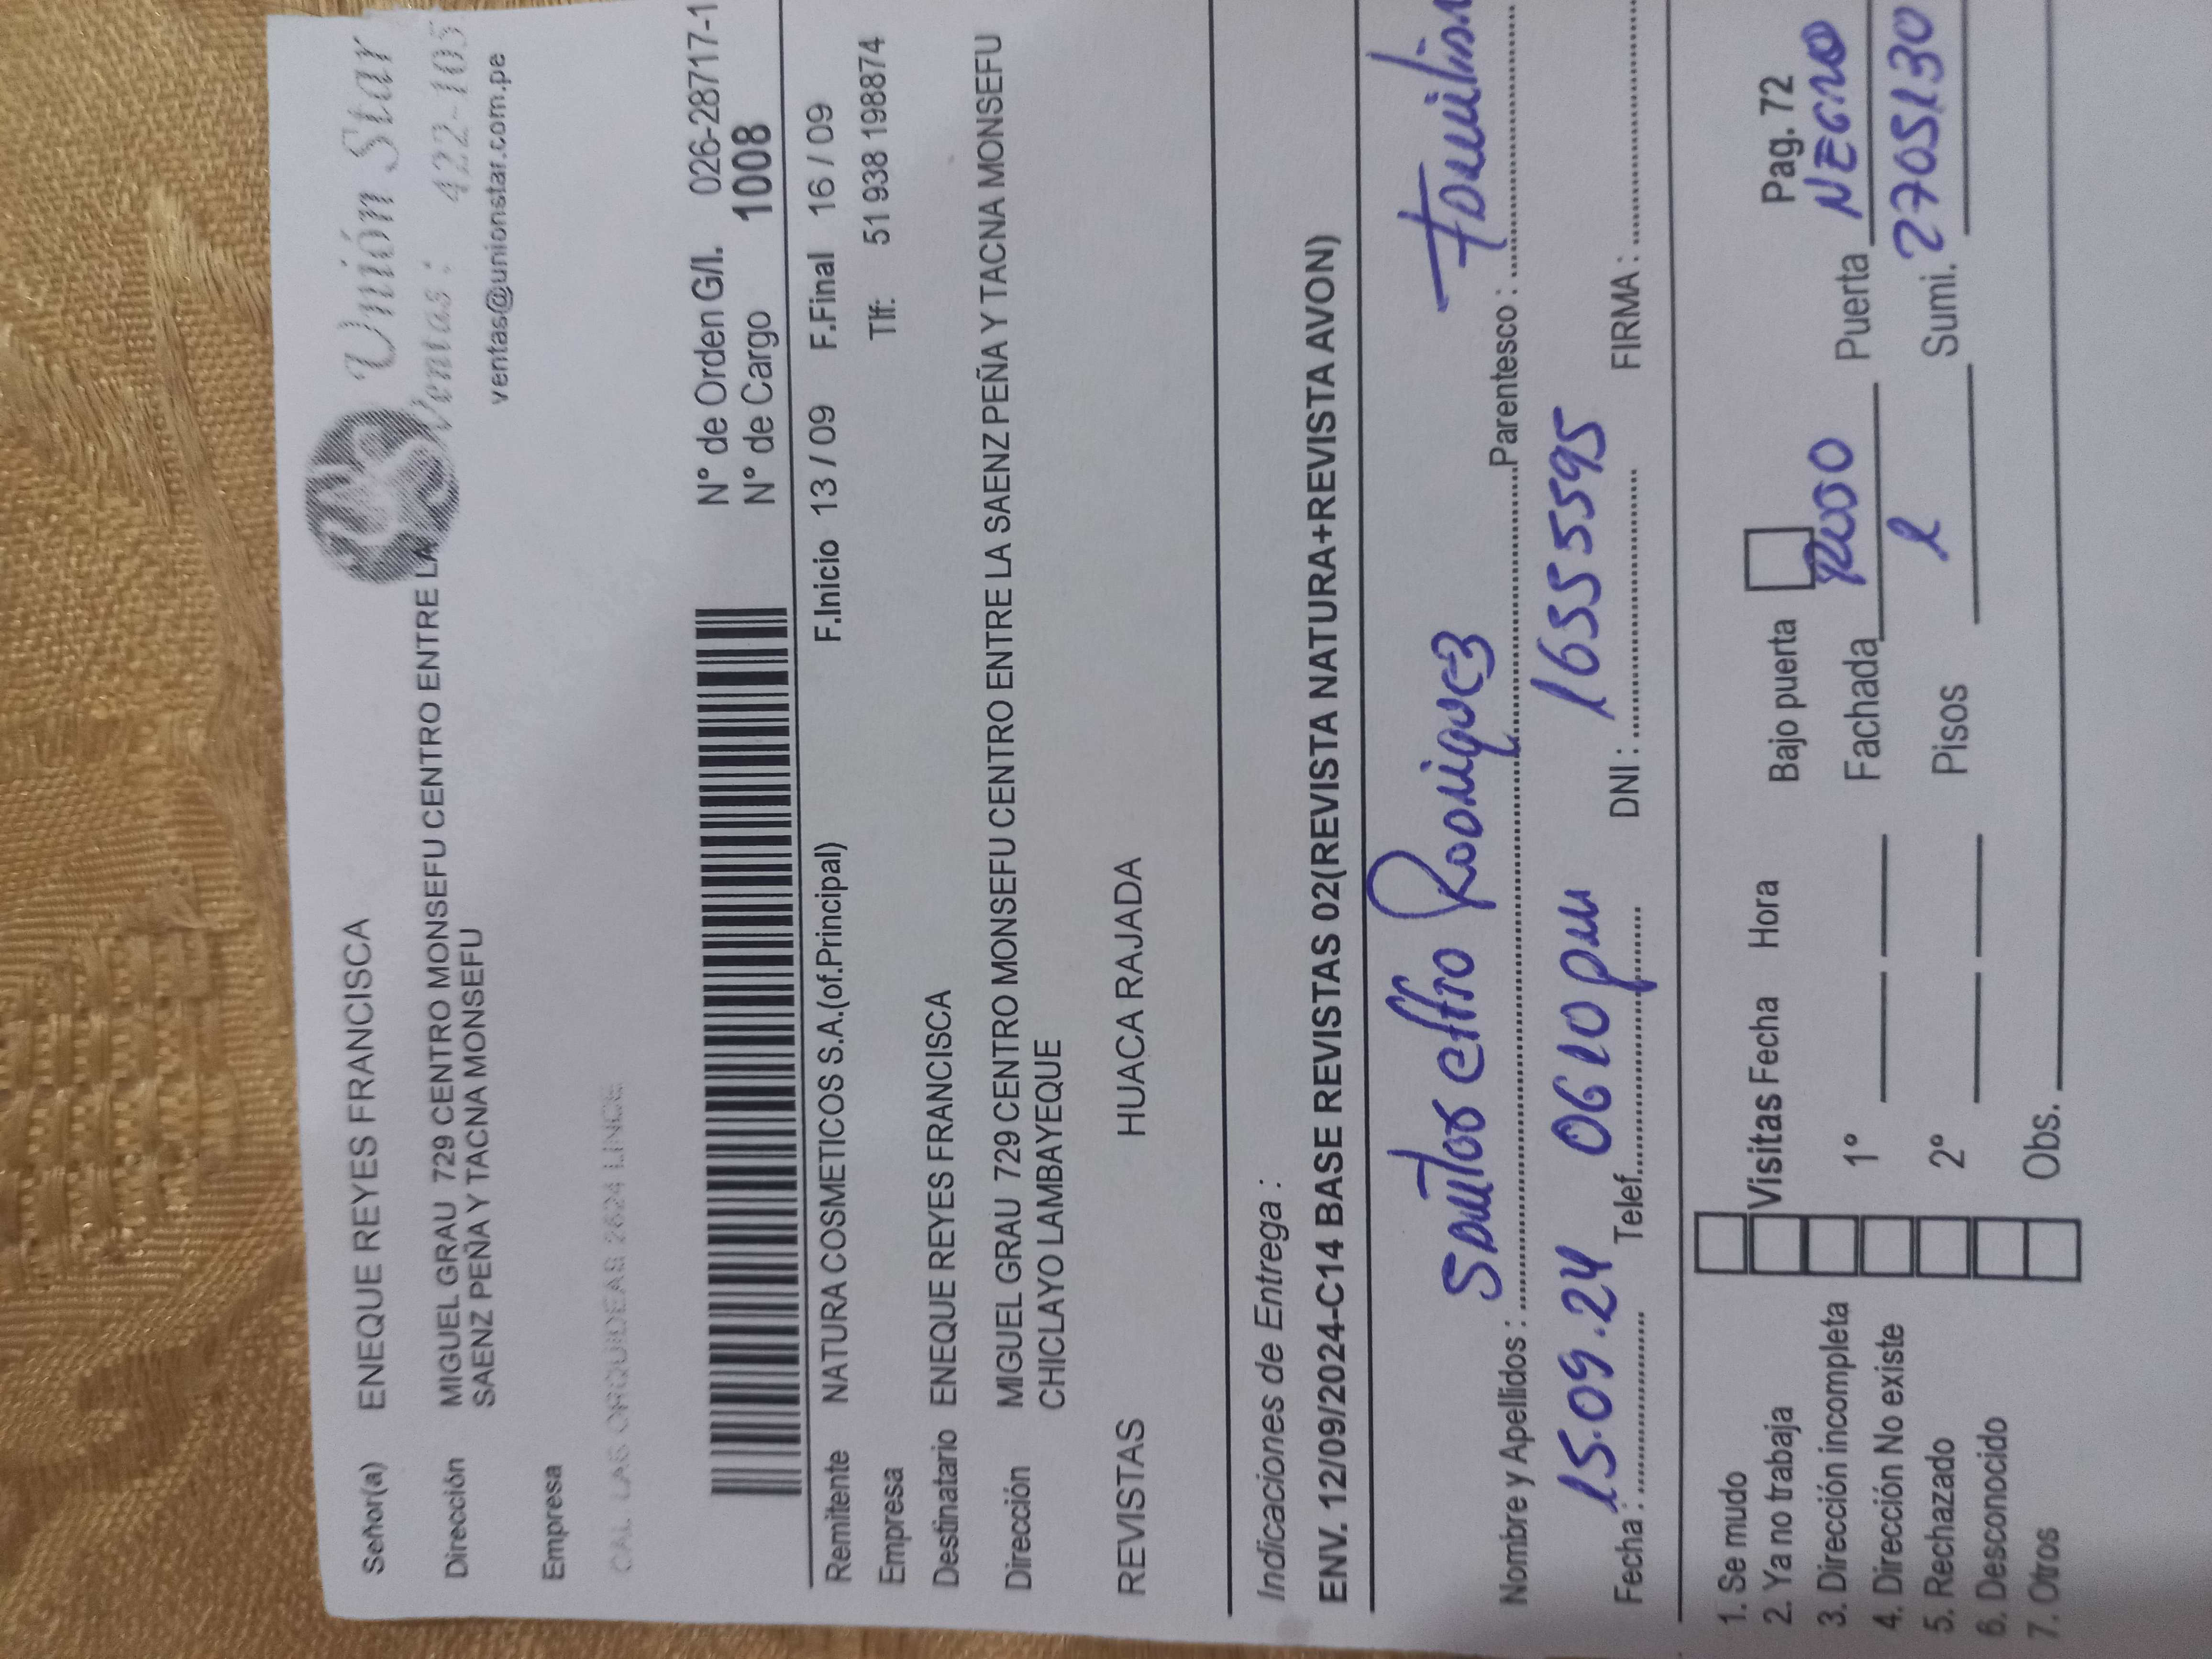 Unión Star
Ventas: 422-105
ventas@unionstar.com.pe
Señor(a) ENEQUE REYES FRANCISCA
Dirección MIGUEL GRAU 729 CENTRO MONSEFU CENTRO ENTRE LA
SAENZ PEÑA Y TACNA MONSEFU
Empresa
CAL. LAS ORQUIDEAS 2624 LINCE
N° de Orden G/I. 026-28717-1
N° de Cargo 1008
F.Inicio 13 / 09 F.Final 16 / 09
Remitente NATURA COSMETICOS S.A.(of.Principal)
Empresa Tlf: 51 938 198874
Destinatario ENEQUE REYES FRANCISCA
Dirección MIGUEL GRAU 729 CENTRO MONSEFU CENTRO ENTRE LA SAENZ PEÑA Y TACNA MONSEFU
CHICLAYO LAMBAYEQUE
REVISTAS HUACA RAJADA
Indicaciones de Entrega :
ENV. 12/09/2024-C14 BASE REVISTAS 02(REVISTA NATURA+REVISTA AVON)
Nombre y Apellidos : Santos Rodriguez Parentesco :
Fecha : 15.09.24 Telef. 0610 pm DNI : 16555595 FIRMA :
1. Se mudo
2. Ya no trabaja
3. Dirección incompleta
4. Dirección No existe
5. Rechazado
6. Desconocido
7. Otros
Visitas Fecha Hora
1°
2°
Obs.
Bajo puerta Pag. 72
Fachada Puerta NEGRO
Pisos 1 Sumi. 27051130